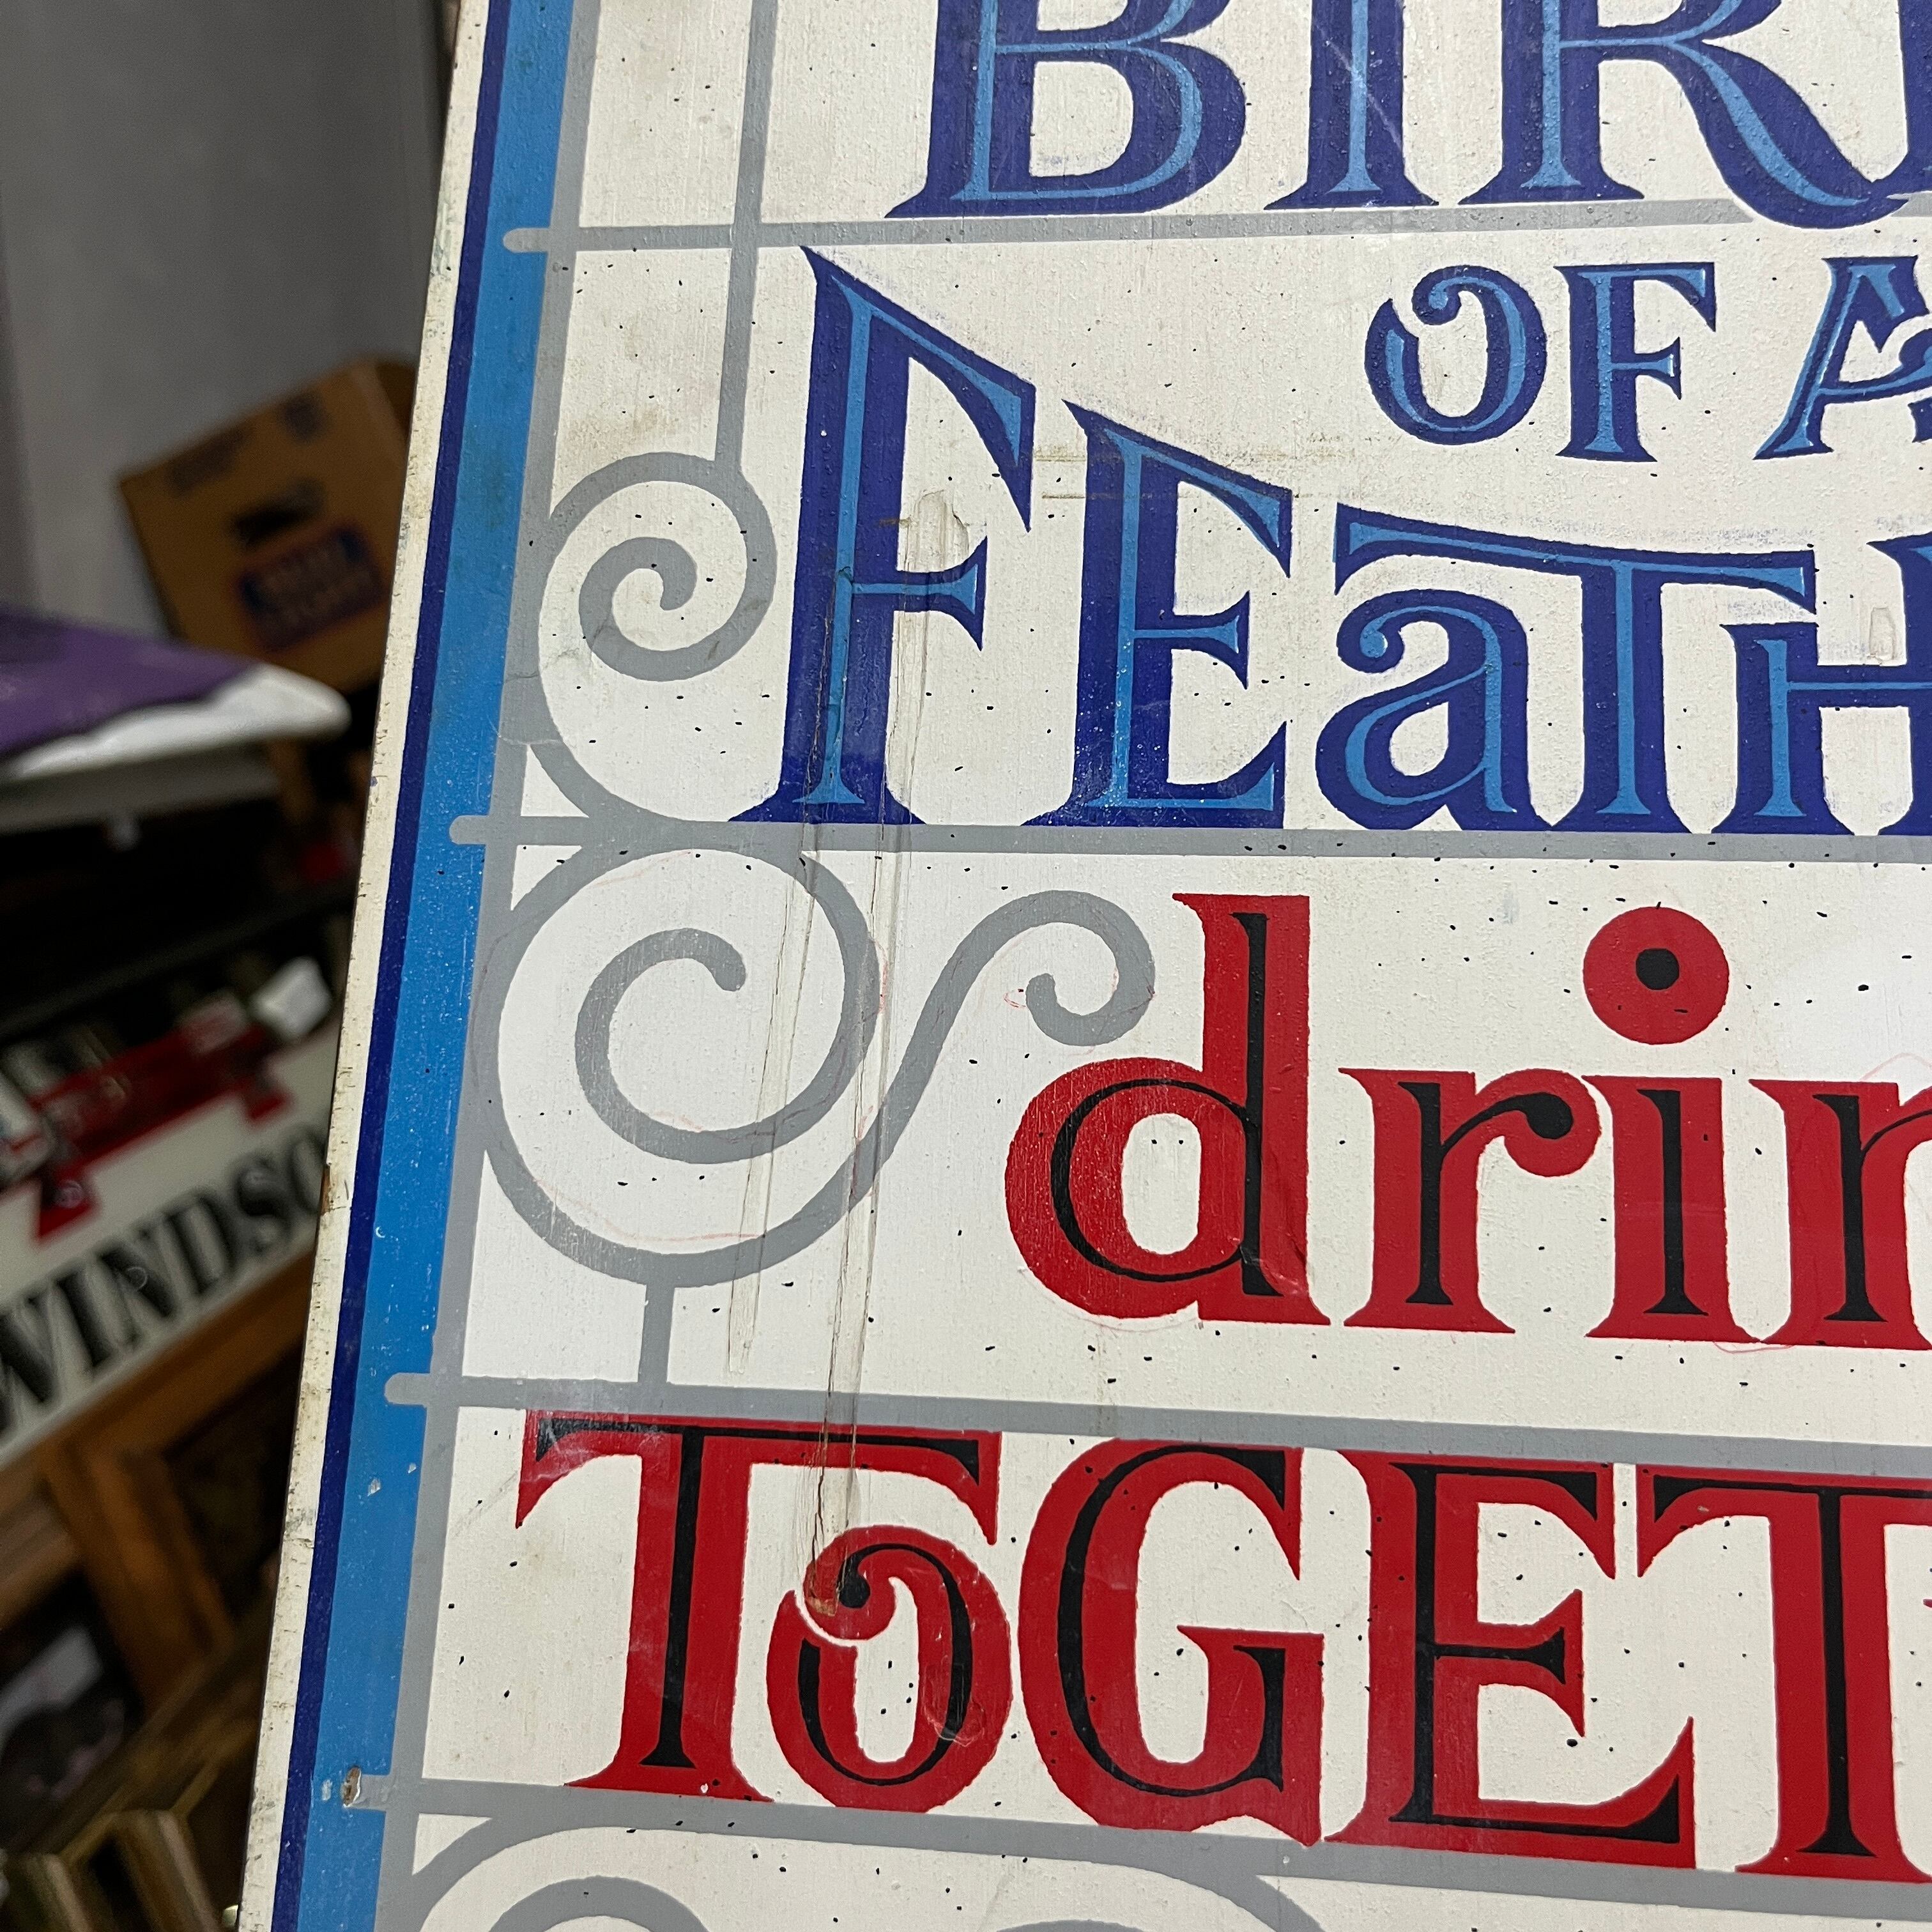 BIR
OF A
FEaTH
drin
ToGET
WINDSO